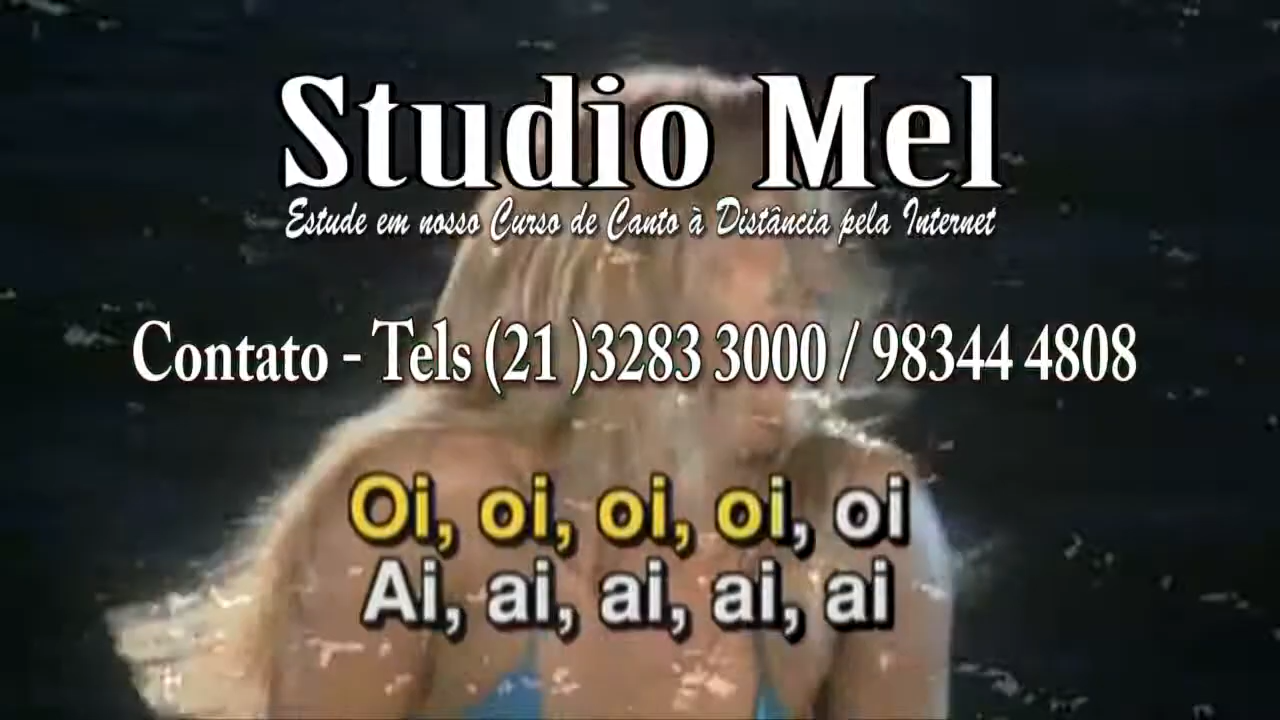 Studio Mel
Estude em nosso Curso de Canto à Distância pela Internet
Contato - Tels (21 )3283 3000 / 98344 4808
Oi, oi, oi, oi, oi
Ai, ai, ai, ai, ai